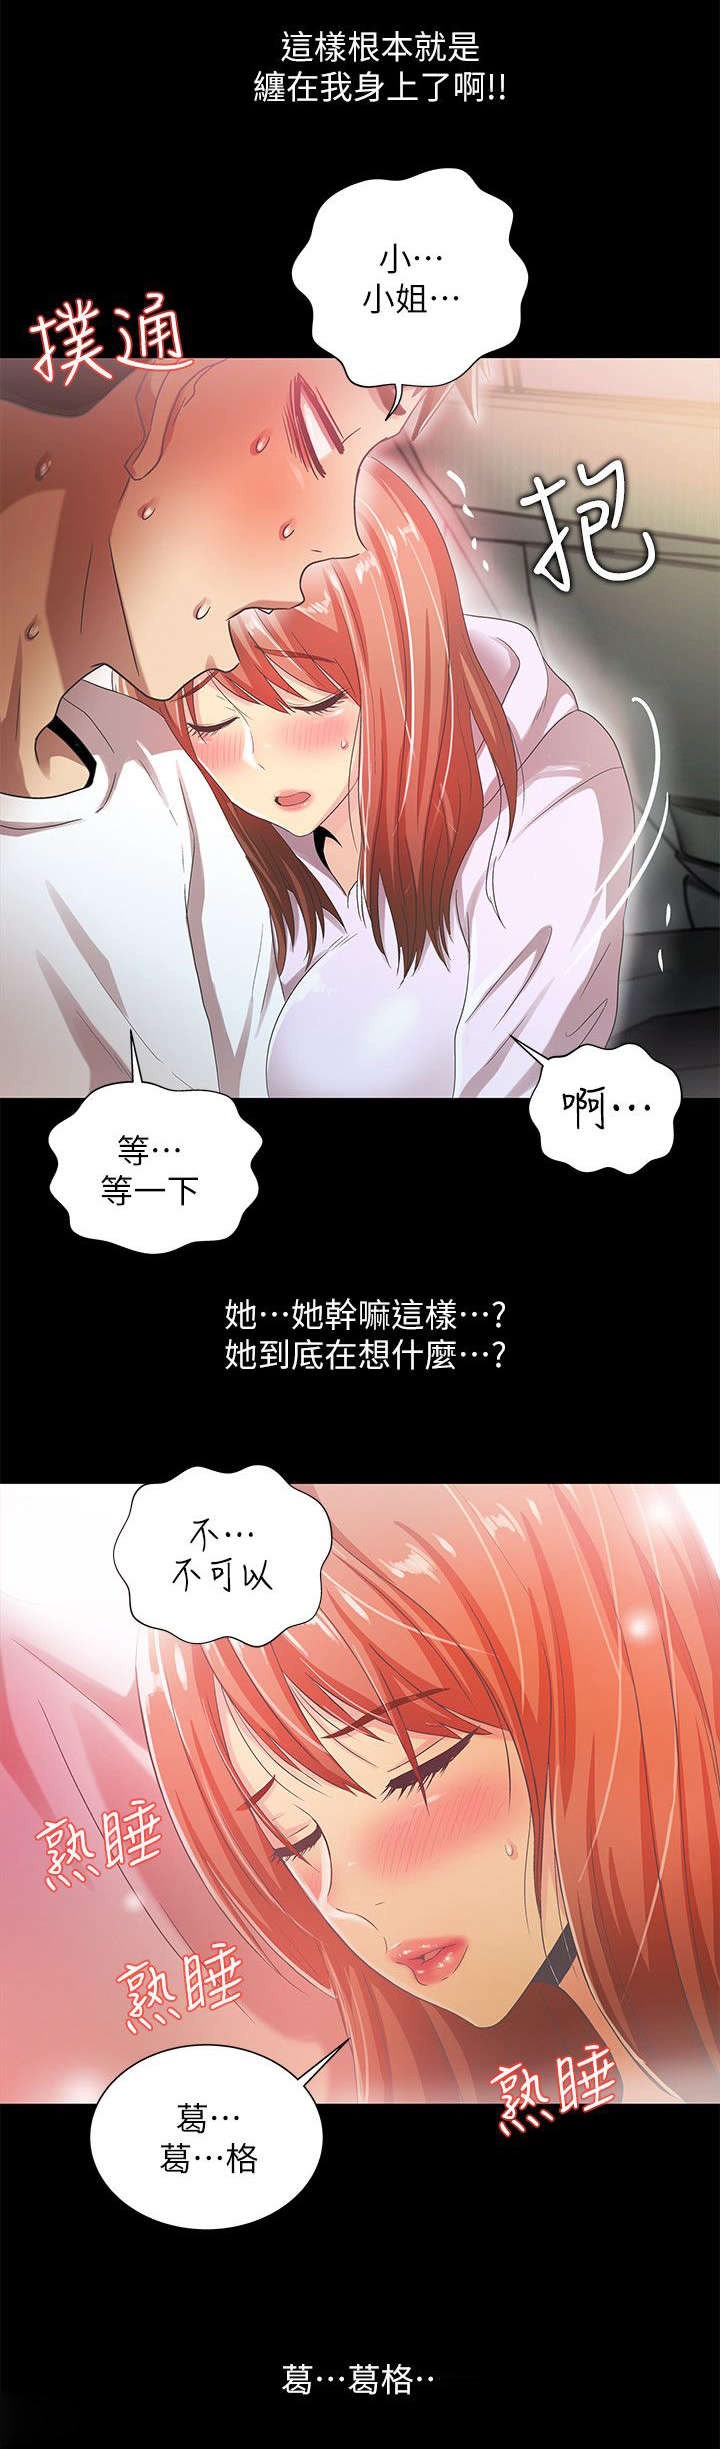 這樣根本就是
纏在我身上了啊!!
小…
小姐…
撲通
抱
啊…
等…
等一下
她…她幹嘛這樣…?
她到底在想什麼…?
不…
不可以
熟睡
熟睡
熟睡
葛…
葛…格
葛…葛格..